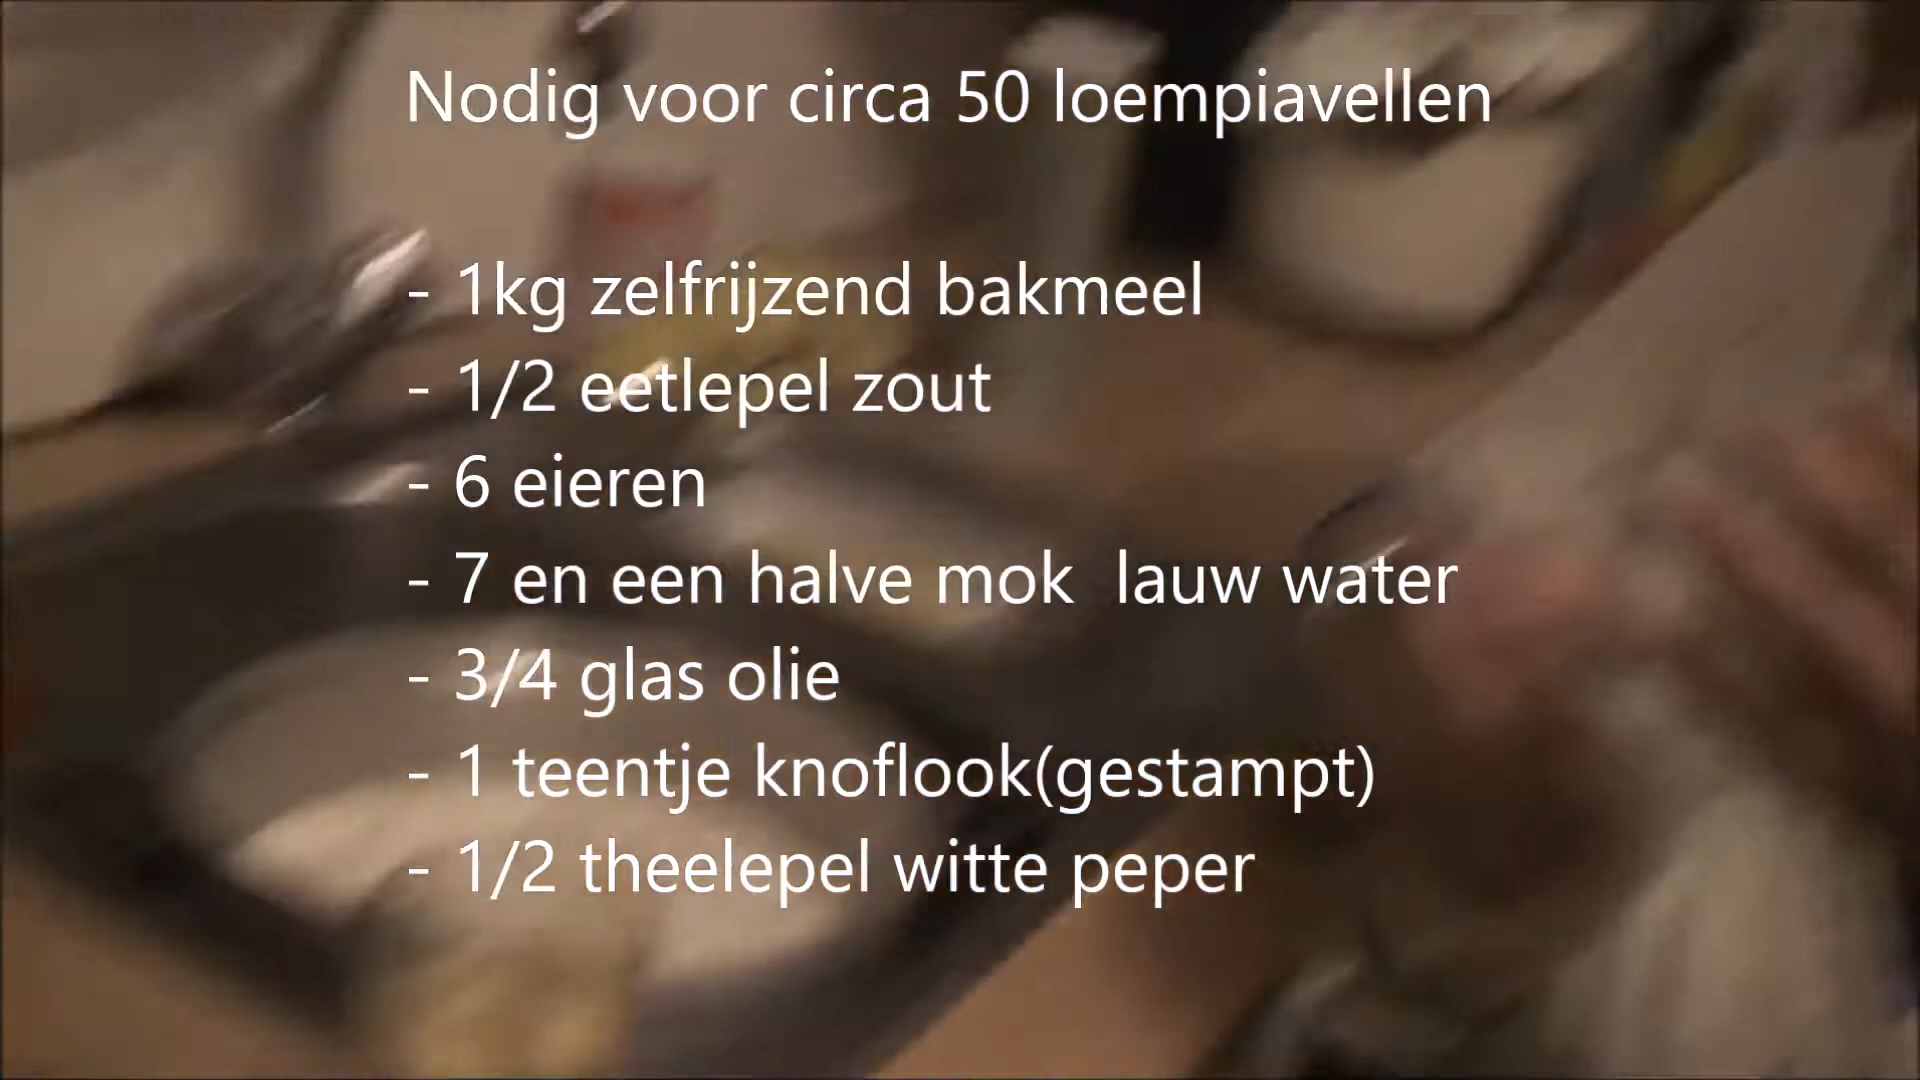 Nodig voor circa 50 loempiavellen
- 1kg zelfrijzend bakmeel
- 1/2 eetlepel zout
- 6 eieren
- 7 en een halve mok  lauw water
- 3/4 glas olie
- 1 teentje knoflook(gestampt)
- 1/2 theelepel witte peper